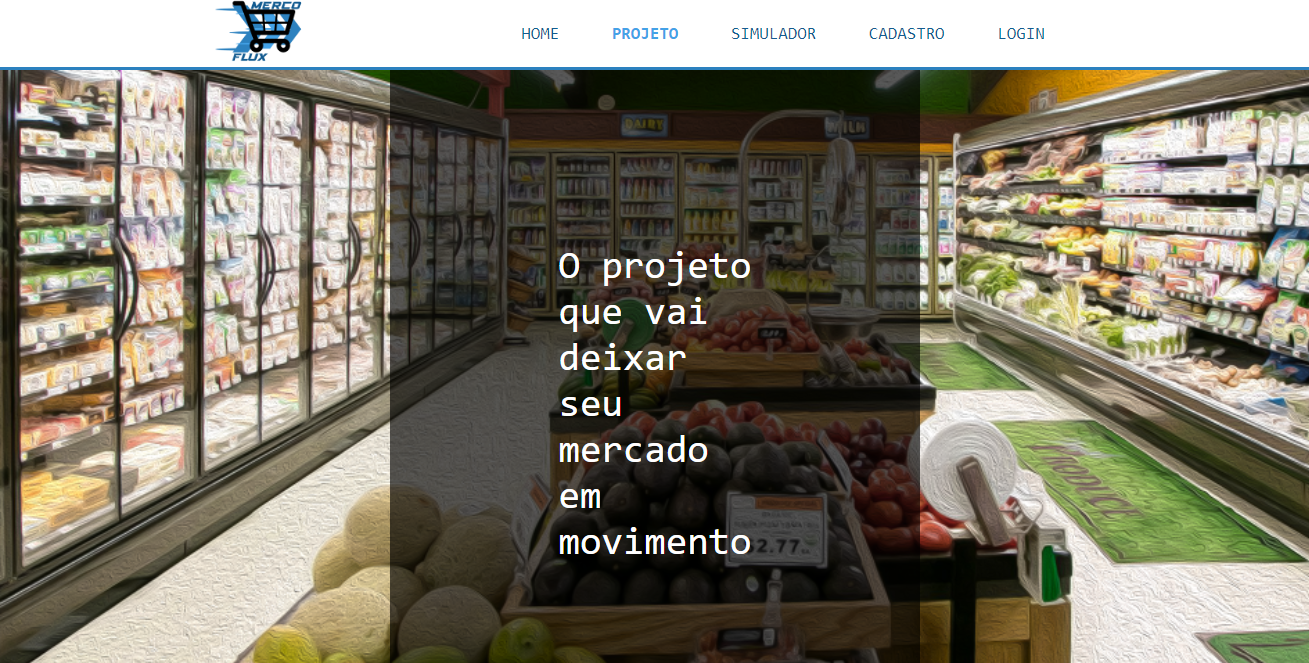 MERCO
FLUX
HOME
PROJETO
SIMULADOR
CADASTRO
LOGIN
DAIRY
MILK
O projeto
que vai
deixar
seu
mercado
em
movimento
PRODUCE
2.77